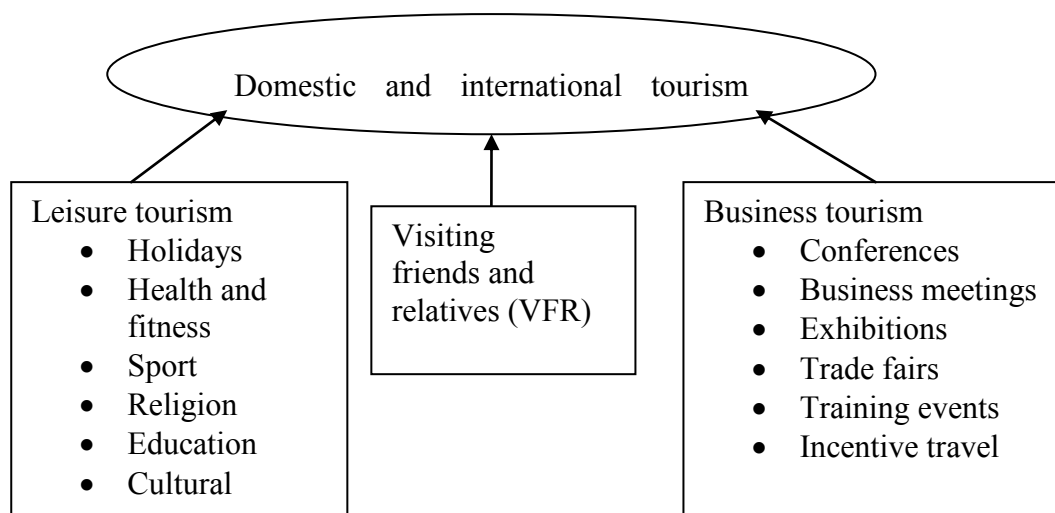 Domestic and international tourism
Leisure tourism
• Holidays
• Health and
fitness
• Sport
• Religion
• Education
• Cultural
Visiting
friends and
relatives (VFR)
Business tourism
• Conferences
• Business meetings
• Exhibitions
• Trade fairs
• Training events
• Incentive travel